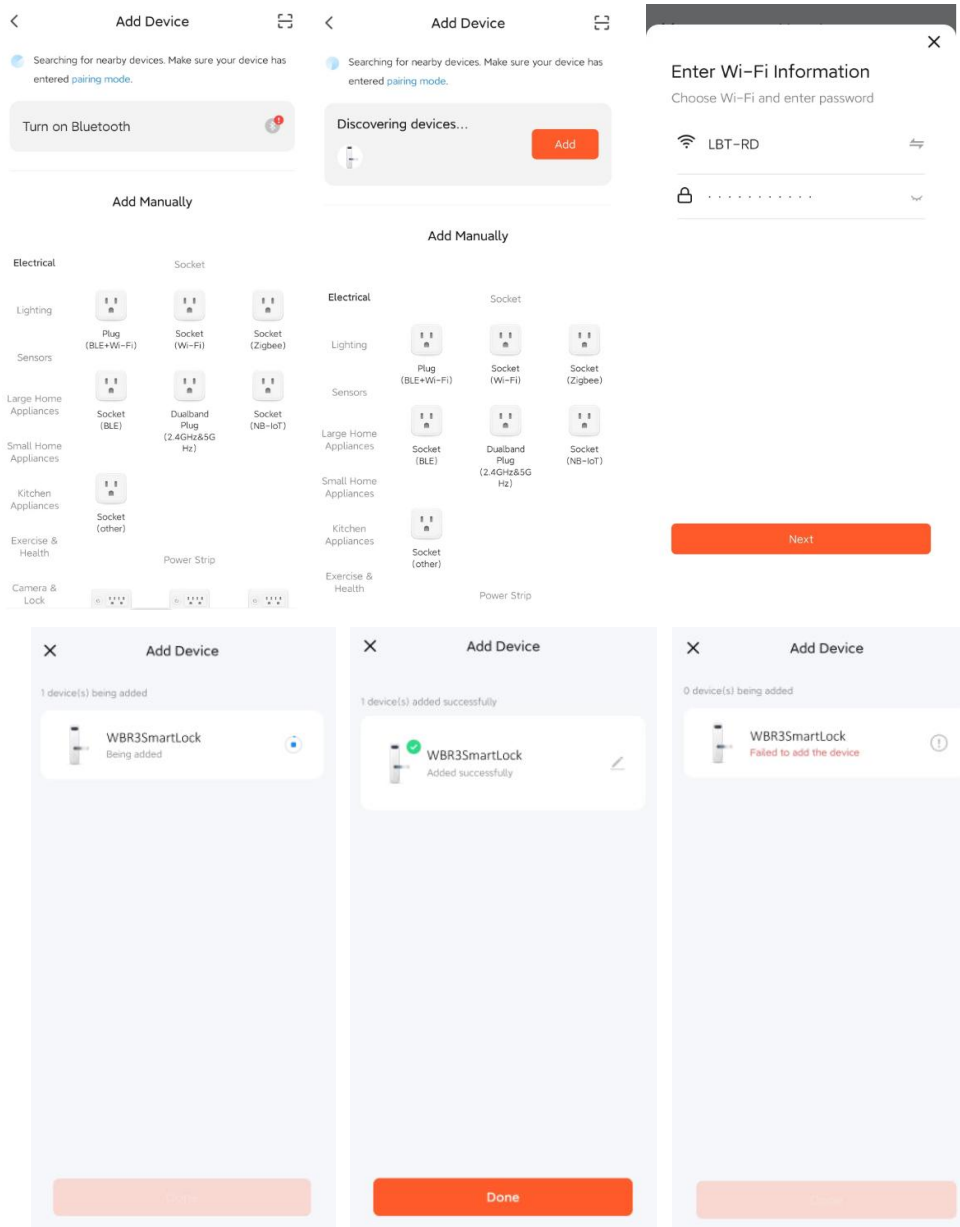 Add Device
Searching for nearby devices. Make sure your device has
entered pairing mode.
Turn on Bluetooth
Add Manually
Electrical
Socket
Lighting
Plug
(BLE+Wi-Fi)
Socket
(Wi-Fi)
Socket
(Zigbee)
Sensors
Large Home
Appliances
Socket
(BLE)
Dualband
Plug
(2.4GHz&5G
Hz)
Socket
(NB-IoT)
Small Home
Appliances
Kitchen
Appliances
Socket
(other)
Exercise &
Health
Power Strip
Camera &
Lock
Add Device
Searching for nearby devices. Make sure your device has
entered pairing mode.
Discovering devices...
Add
Add Manually
Electrical
Socket
Lighting
Plug
(BLE+Wi-Fi)
Socket
(Wi-Fi)
Socket
(Zigbee)
Sensors
Large Home
Appliances
Socket
(BLE)
Dualband
Plug
(2.4GHz&5G
Hz)
Socket
(NB-IoT)
Small Home
Appliances
Kitchen
Appliances
Socket
(other)
Exercise &
Health
Power Strip
Enter Wi-Fi Information
Choose Wi-Fi and enter password
LBT-RD
Next
Add Device
1 device(s) being added
WBR3SmartLock
Being added
Add Device
1 device(s) added successfully
WBR3SmartLock
Added successfully
Done
Add Device
0 device(s) being added
WBR3SmartLock
Failed to add the device